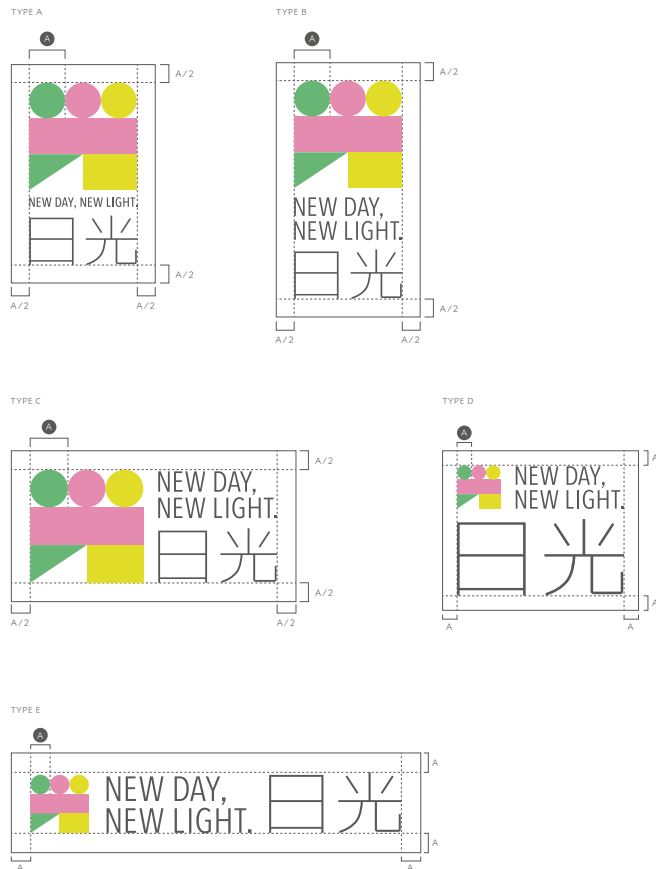 TYPE A
A
A/2
NEW DAY, NEW LIGHT.
日光
A/2
A/2
A/2
TYPE B
A
A/2
NEW DAY,
NEW LIGHT.
日光
A/2
A/2
A/2
TYPE C
A
A/2
NEW DAY,
NEW LIGHT.
日光
A/2
A/2
A/2
TYPE D
A
A
NEW DAY,
NEW LIGHT.
日光
A
A
A
TYPE E
A
A
NEW DAY,
NEW LIGHT.
日光
A
A
A